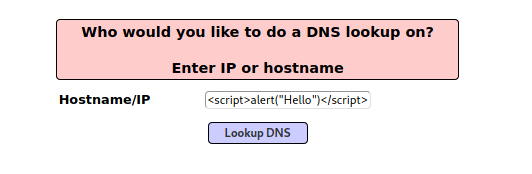 Who would you like to do a DNS lookup on?
Enter IP or hostname
Hostname/IP
<script>alert("Hello")</script>
Lookup DNS